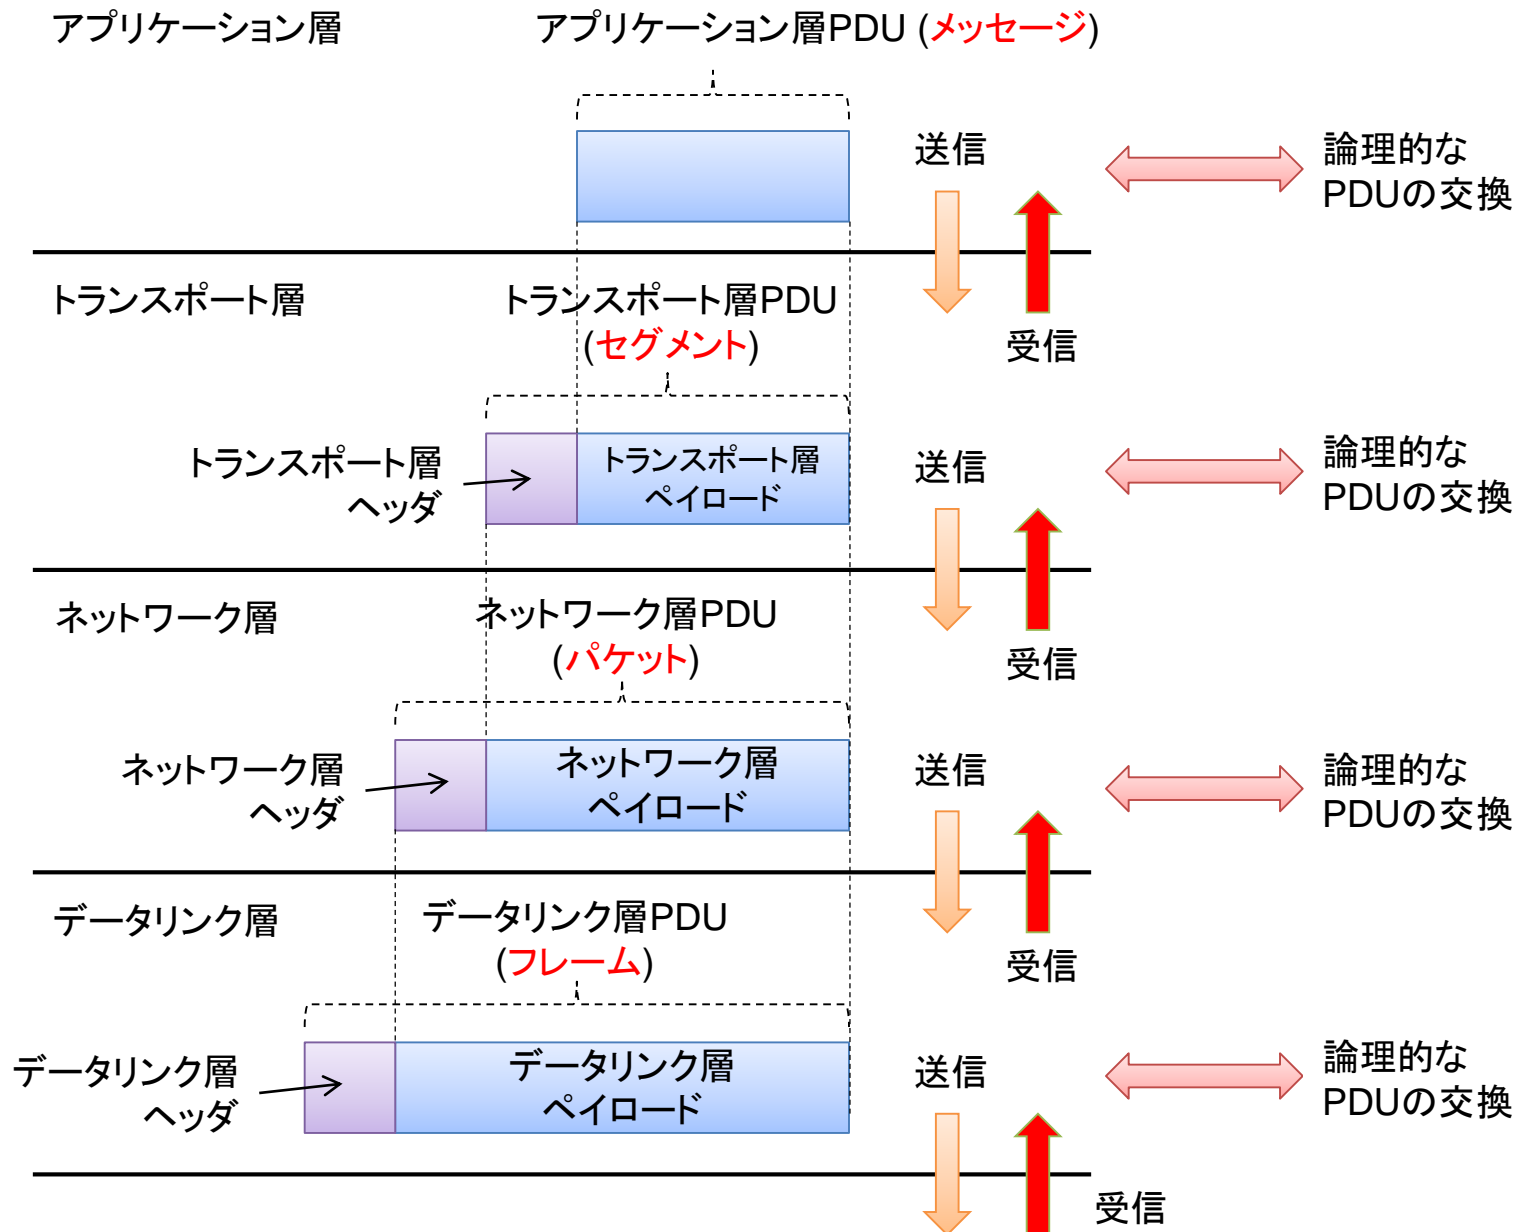 アプリケーション層
アプリケーション層PDU (メッセージ)
送信
論理的な
PDUの交換
トランスポート層
トランスポート層PDU
(セグメント)
受信
トランスポート層
ヘッダ
トランスポート層
ペイロード
送信
論理的な
PDUの交換
ネットワーク層
ネットワーク層PDU
(パケット)
受信
ネットワーク層
ヘッダ
ネットワーク層
ペイロード
送信
論理的な
PDUの交換
データリンク層
データリンク層PDU
(フレーム)
受信
データリンク層
ヘッダ
データリンク層
ペイロード
送信
論理的な
PDUの交換
受信